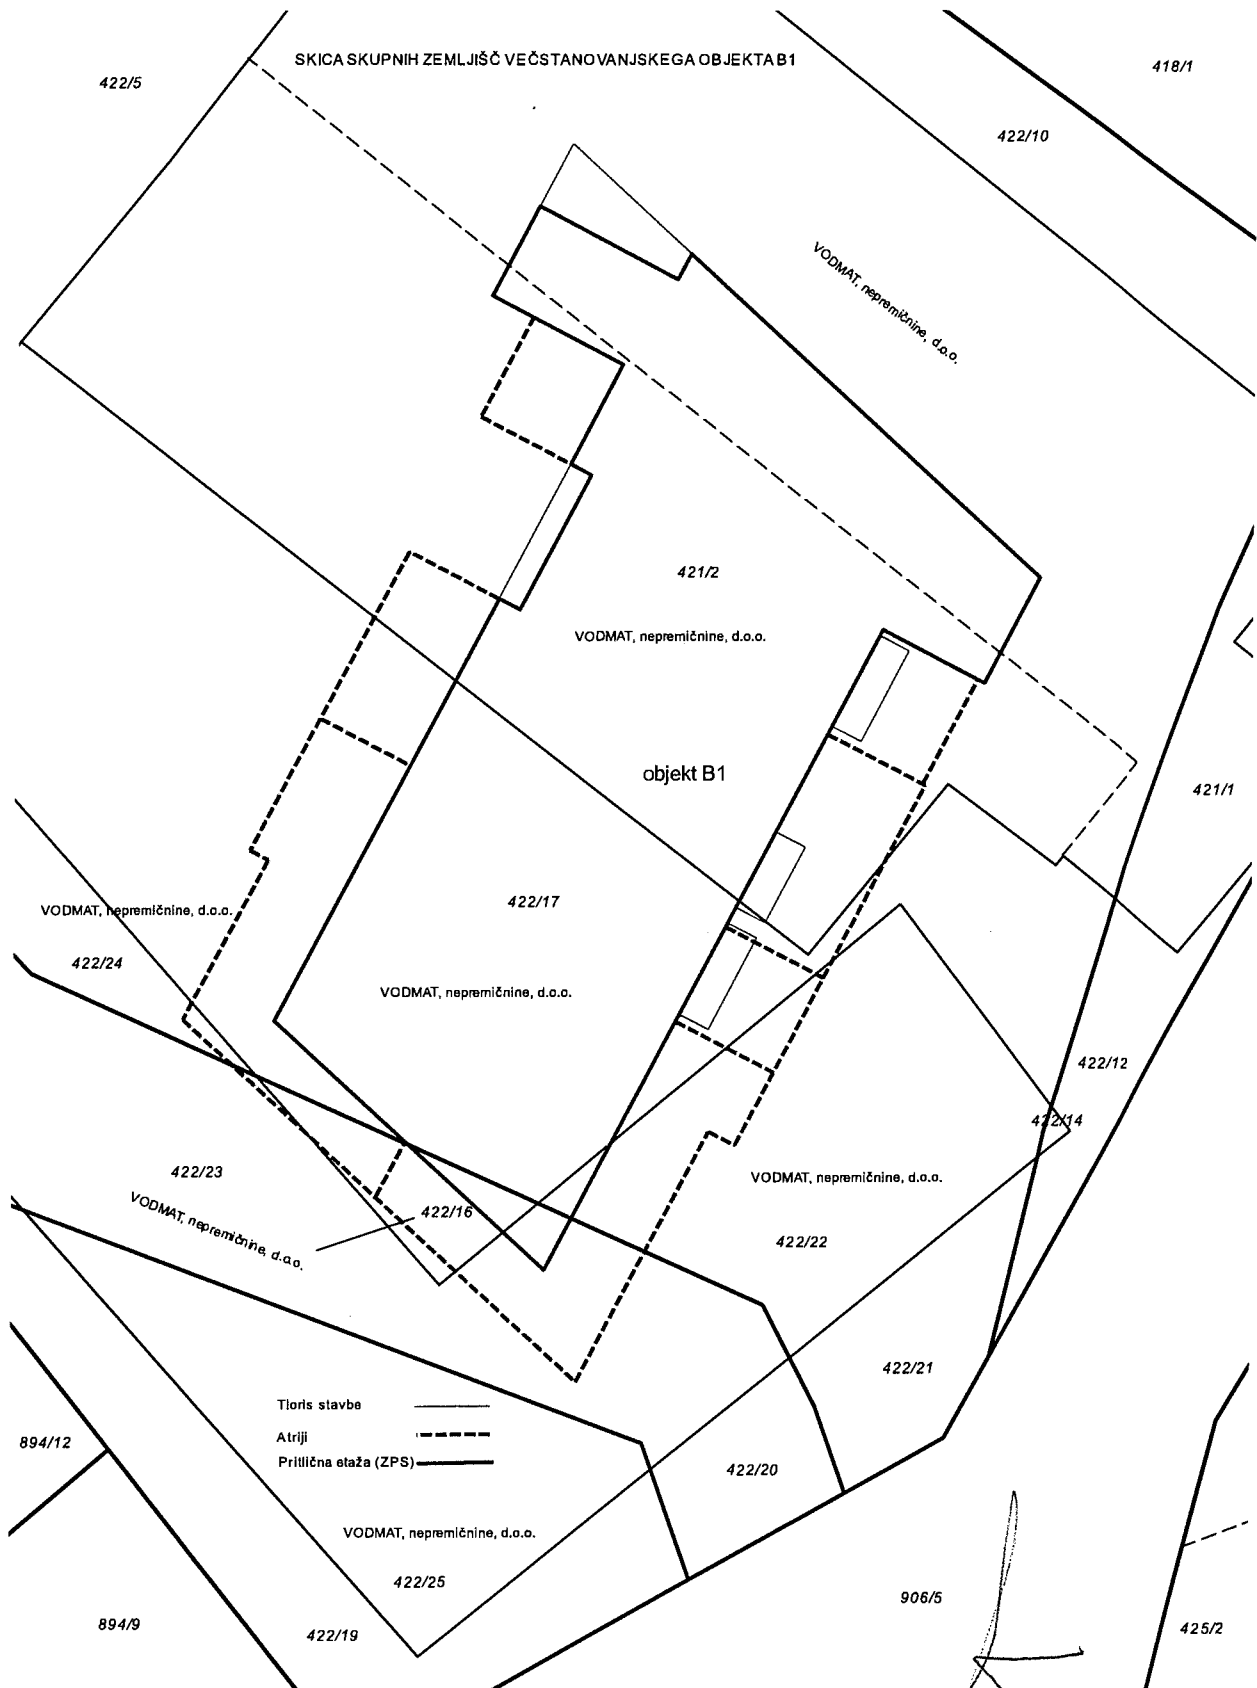 SKICA SKUPNIH ZEMLJIŠČ VEČSTANOVANJSKEGA OBJEKTA B1
418/1
422/5
422/10
VODMAT, nepremičnine, d.o.o.
421/2
VODMAT, nepremičnine, d.o.o.
objekt B1
421/1
422/17
VODMAT, nepremičnine, d.o.o.
422/24
VODMAT, nepremičnine, d.o.o.
422/12
422/14
422/23
VODMAT, nepremičnine, d.o.o.
VODMAT, nepremičnine, d.o.o.
422/16
422/22
422/21
Tloris stavbe
Atriji
Pritlična etaža (ZPS)
894/12
422/20
VODMAT, nepremičnine, d.o.o.
422/25
906/5
894/9
422/19
425/2